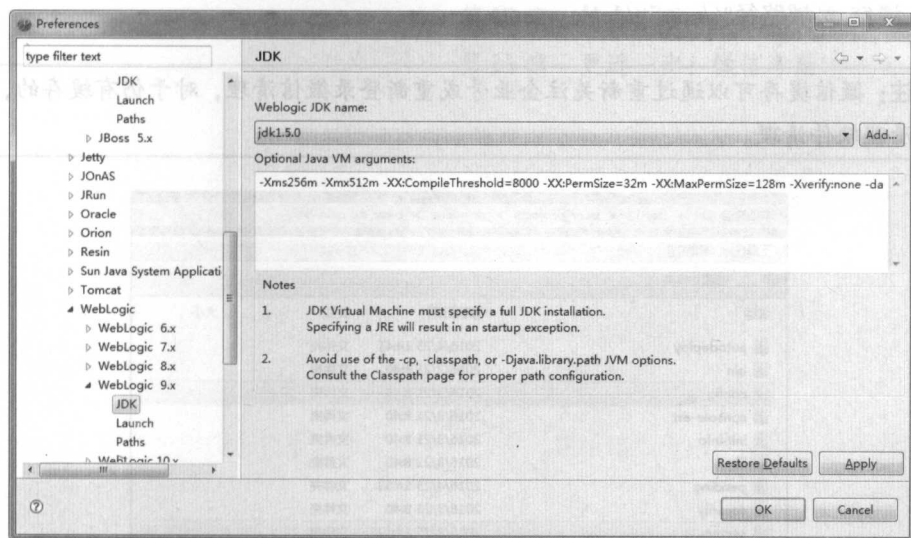 Preferences
type filter text
JDK
Launch
Paths
JBoss 5.x
Jetty
JOnAS
JRun
Oracle
Orion
Resin
Sun Java System Applicati
Tomcat
WebLogic
WebLogic 6.x
WebLogic 7.x
WebLogic 8.x
WebLogic 9.x
JDK
Launch
Paths
WebLogic 10.x
JDK
Weblogic JDK name:
jdk1.5.0
Add...
Optional Java VM arguments:
-Xms256m -Xmx512m -XX:CompileThreshold=8000 -XX:PermSize=32m -XX:MaxPermSize=128m -Xverify:none -da
Notes
1. JDK Virtual Machine must specify a full JDK installation.
Specifying a JRE will result in an startup exception.
2. Avoid use of the -cp, -classpath, or -Djava.library.path JVM options.
Consult the Classpath page for proper path configuration.
Restore Defaults
Apply
OK
Cancel